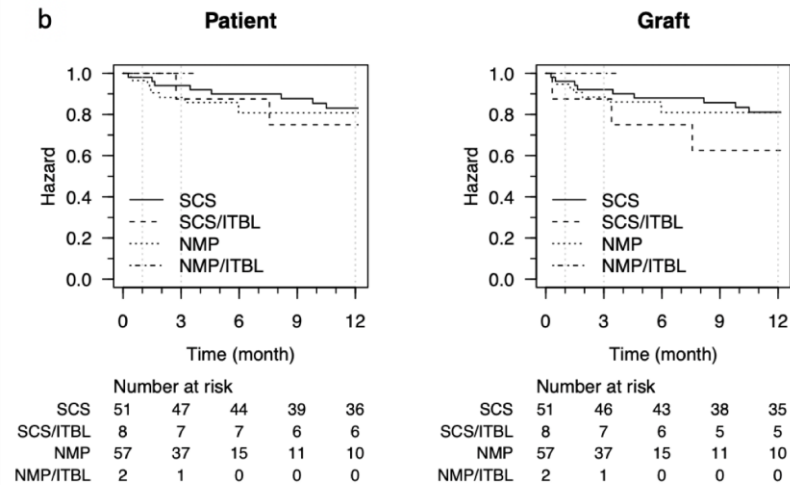 b
Patient
1.0
0.8
0.6
0.4
0.2
0.0
Hazard
SCS
SCS/ITBL
NMP
NMP/ITBL
0 3 6 9 12
Time (month)
Number at risk
SCS 51 47 44 39 36
SCS/ITBL 8 7 7 6 6
NMP 57 37 15 11 10
NMP/ITBL 2 1 0 0 0
Graft
1.0
0.8
0.6
0.4
0.2
0.0
Hazard
SCS
SCS/ITBL
NMP
NMP/ITBL
0 3 6 9 12
Time (month)
Number at risk
SCS 51 46 43 38 35
SCS/ITBL 8 7 6 5 5
NMP 57 37 15 11 10
NMP/ITBL 2 1 0 0 0